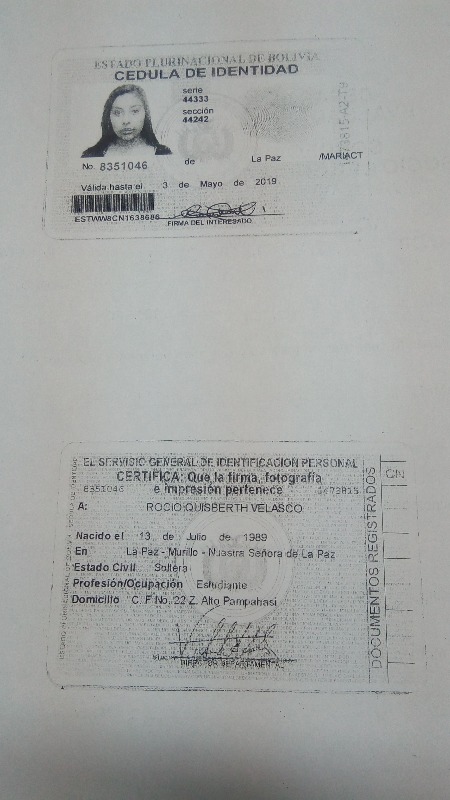 ESTADO PLURINACIONAL DE BOLIVIA
CEDULA DE IDENTIDAD
serie
44333
sección
44242
No. 8351046 de La Paz /MARIACT
Válida hasta el 3 de Mayo de 2019
ESTWW8CN1638686
FIRMA DEL INTERESADO
EL SERVICIO GENERAL DE IDENTIFICACION PERSONAL
CERTIFICA: Que la firma, fotografía
e impresión pertenece
8351046
A: ROCIO QUISBERTH VELASCO
Nacido el 13 de Julio de 1989
En La Paz - Murillo - Nuestra Señora de La Paz
Estado Civil Soltera
Profesión/Ocupación Estudiante
Domicilio C. F No. 22 Z. Alto Pampahasi
DOCUMENTOS REGISTRADOS